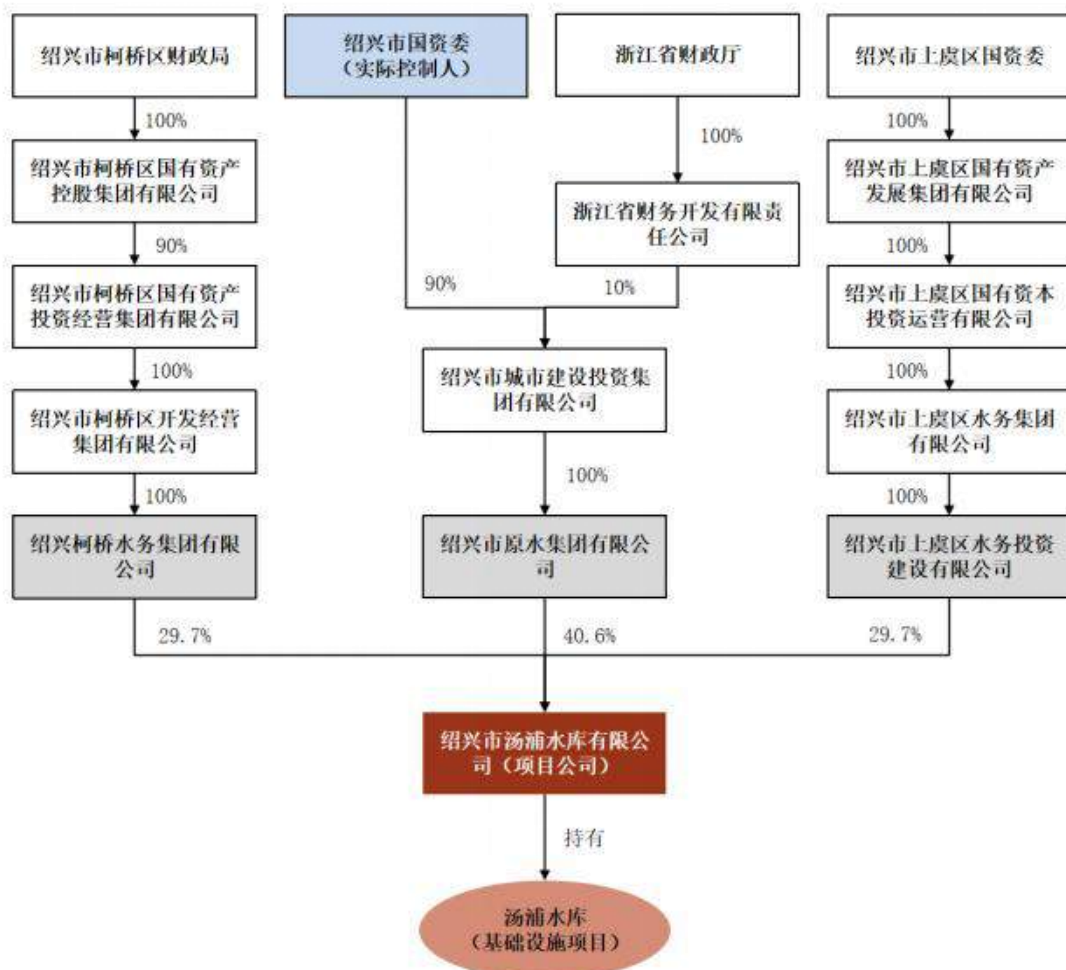 绍兴市柯桥区财政局
绍兴市国资委
（实际控制人）
浙江省财政厅
绍兴市上虞区国资委
100%
100%
100%
绍兴市柯桥区国有资产
控股集团有限公司
浙江省财务开发有限责
任公司
绍兴市上虞区国有资产
发展集团有限公司
90%
90%
10%
100%
绍兴市柯桥区国有资产
投资经营集团有限公司
绍兴市上虞区国有资本
投资运营有限公司
100%
绍兴市城市建设投资集
团有限公司
100%
绍兴市柯桥区开发经营
集团有限公司
绍兴市上虞区水务集团
有限公司
100%
100%
100%
绍兴柯桥水务集团有限
公司
绍兴市原水集团有限公
司
绍兴市上虞区水务投资
建设有限公司
29.7%
40.6%
29.7%
绍兴市汤浦水库有限公
司（项目公司）
持有
汤浦水库
（基础设施项目）